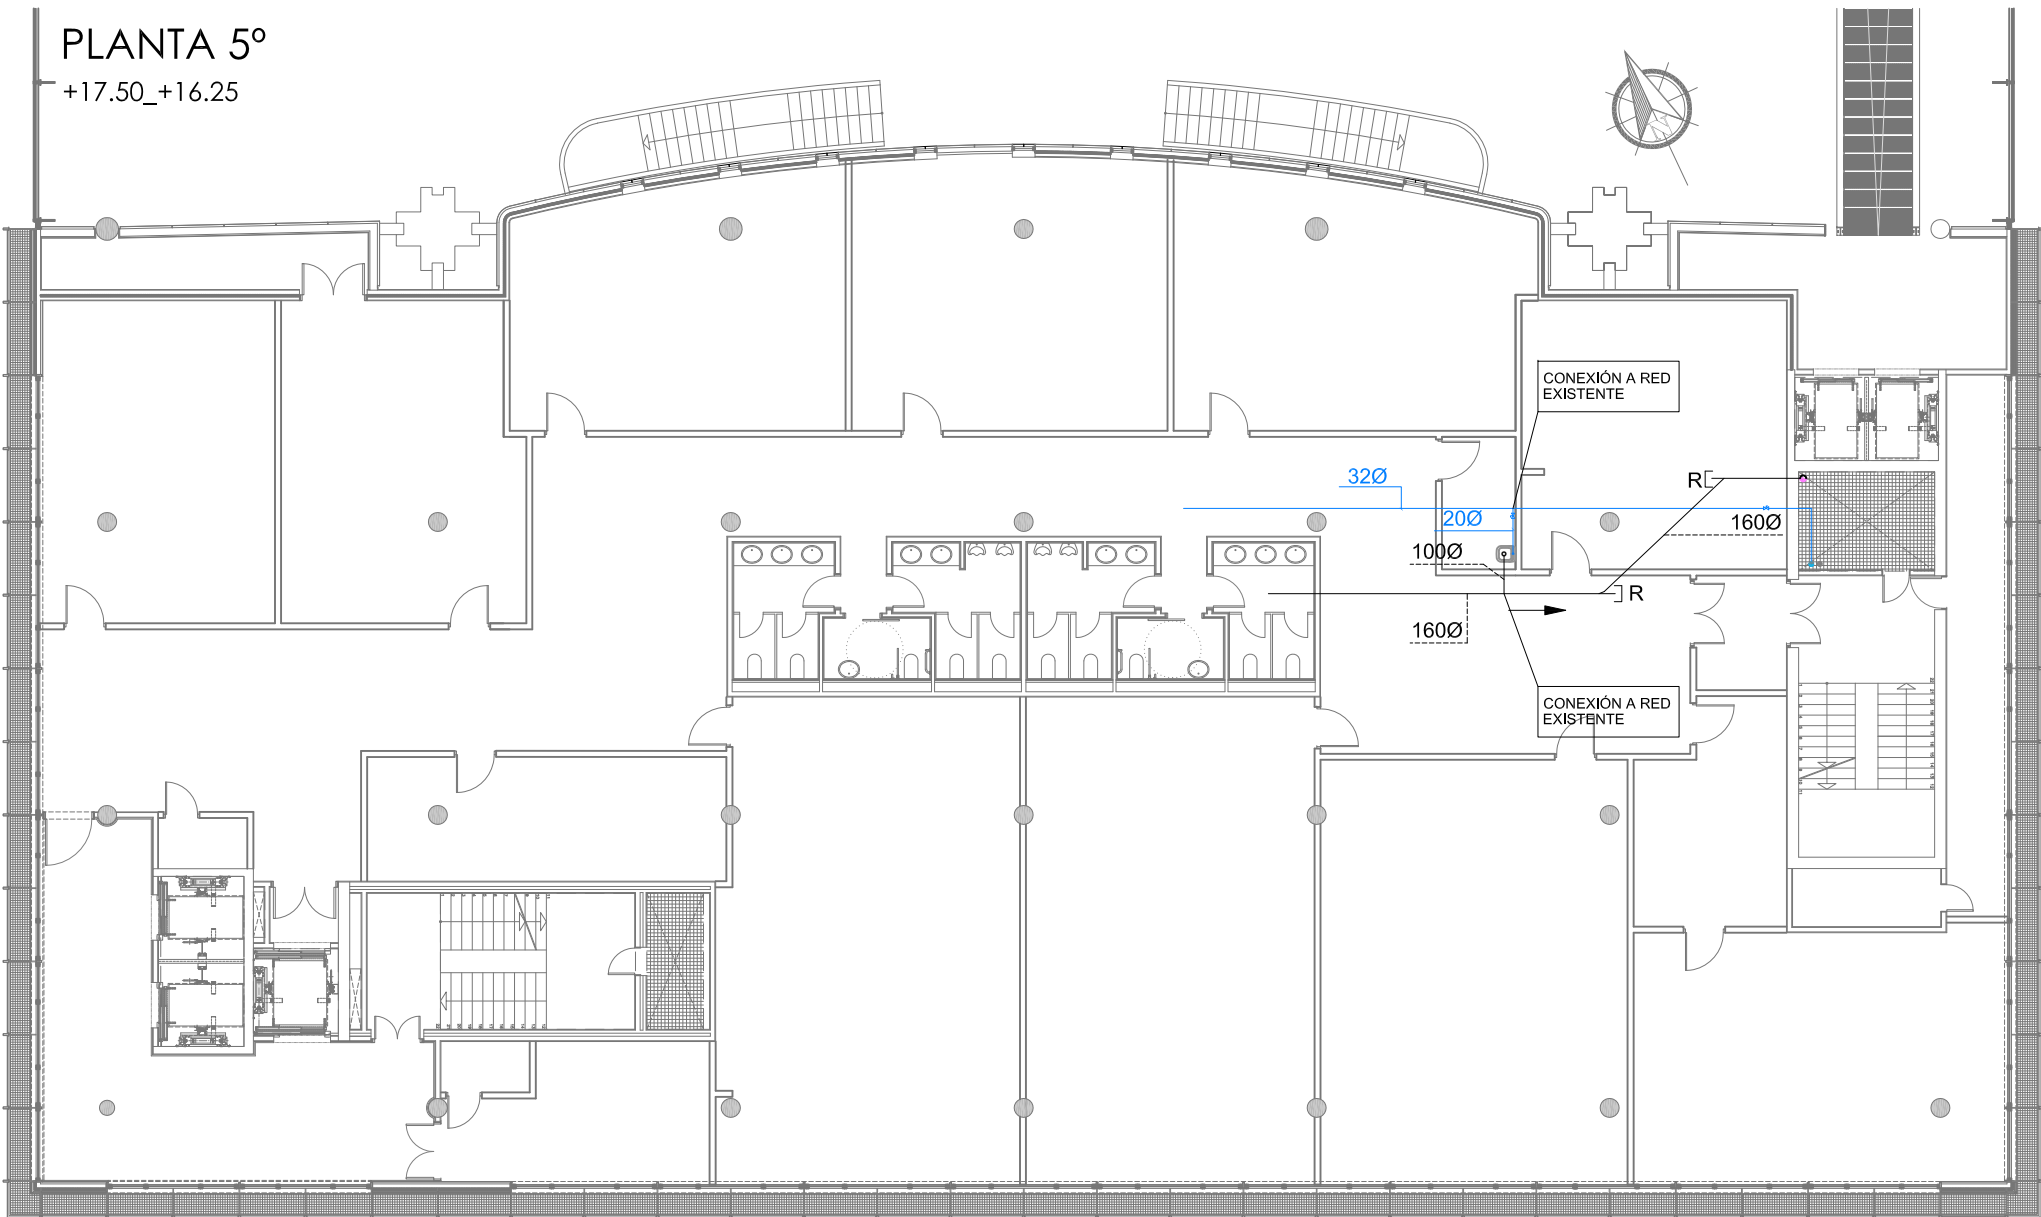 PLANTA 5º
+17.50_+16.25
CONEXIÓN A RED
EXISTENTE
32Ø
R
20Ø
160Ø
100Ø
R
160Ø
CONEXIÓN A RED
EXISTENTE